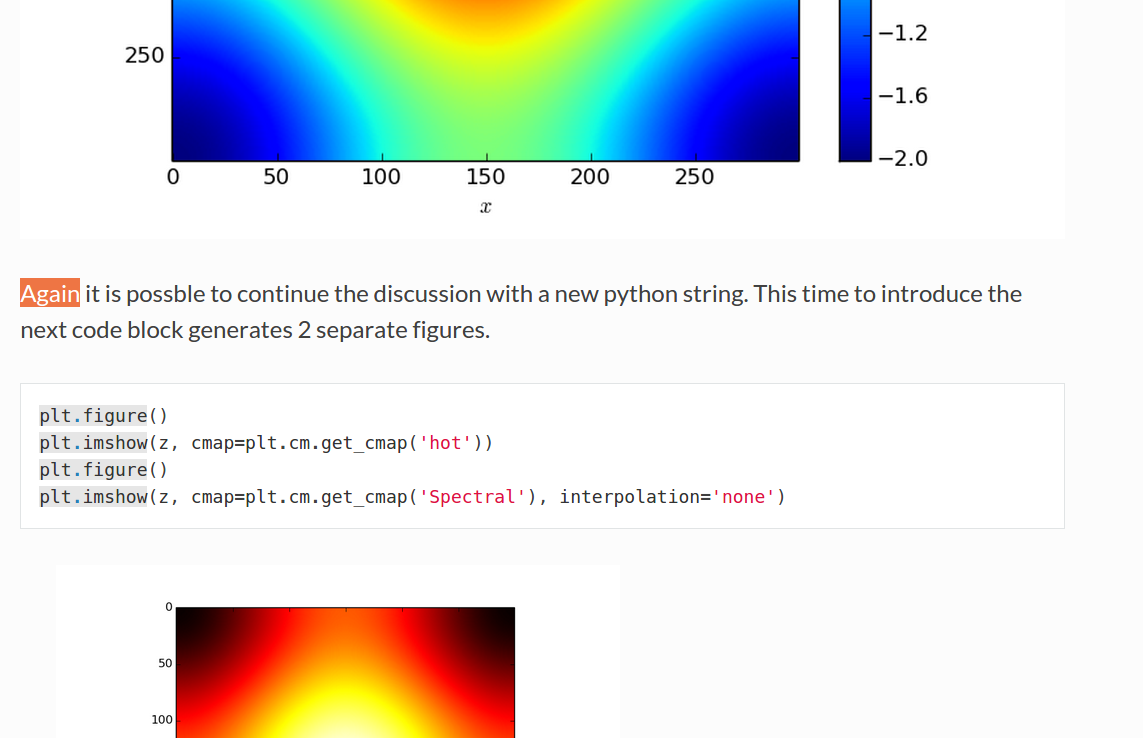 −1.2
250
−1.6
−2.0
0 50 100 150 200 250
x
Again it is possble to continue the discussion with a new python string. This time to introduce the
next code block generates 2 separate figures.
plt.figure()
plt.imshow(z, cmap=plt.cm.get_cmap('hot'))
plt.figure()
plt.imshow(z, cmap=plt.cm.get_cmap('Spectral'), interpolation='none')
0
50
100